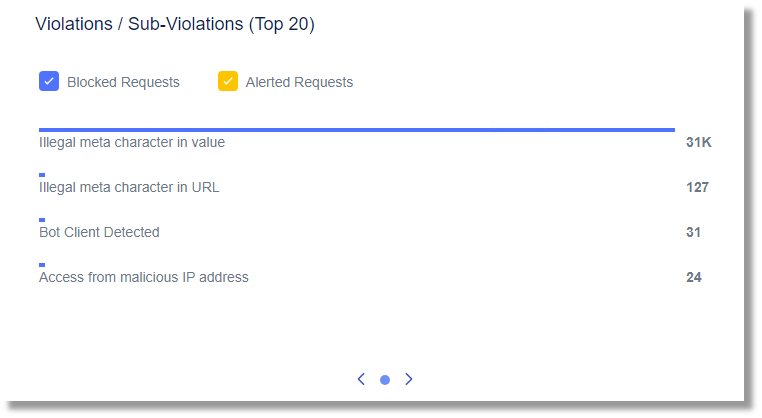 Violations / Sub-Violations (Top 20)
Blocked Requests Alerted Requests
Illegal meta character in value 31K
Illegal meta character in URL 127
Bot Client Detected 31
Access from malicious IP address 24